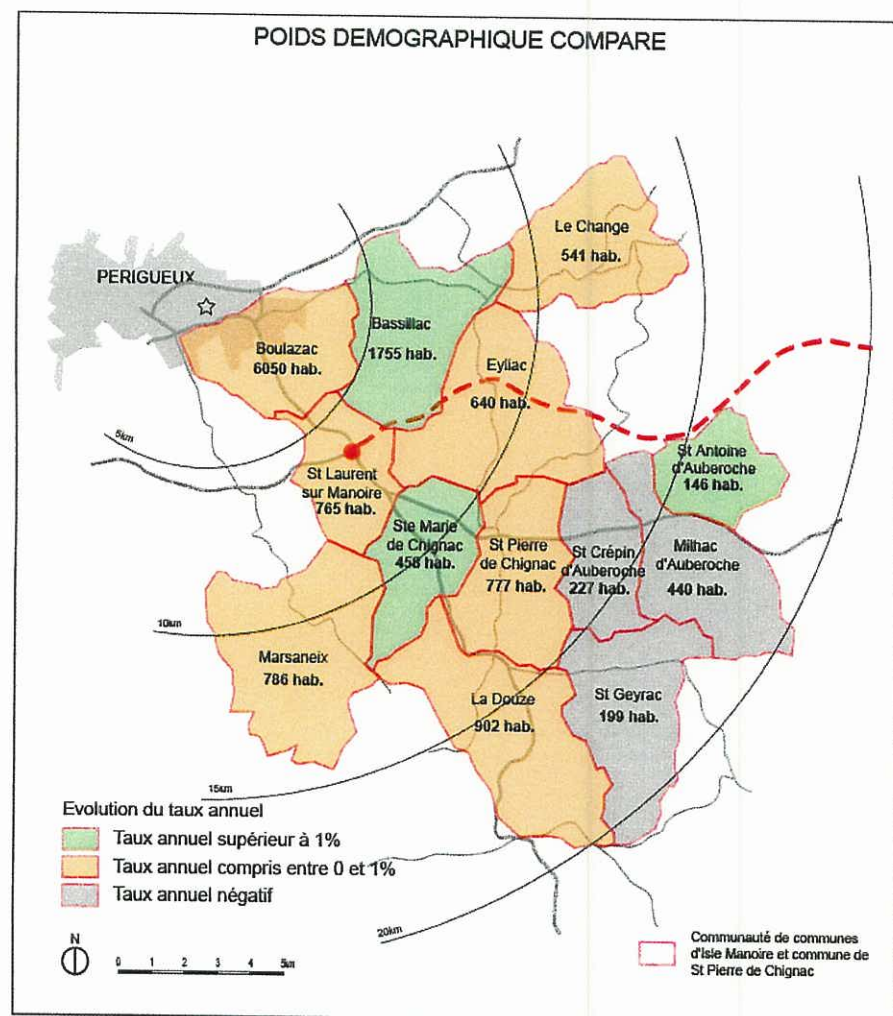 POIDS DEMOGRAPHIQUE COMPARE
Le Change
541 hab.
PERIGUEUX
Bassillac
1755 hab.
Boulazac
6050 hab.
Eyliac
640 hab.
5km
St Antoine
d'Auberoche
146 hab.
St Laurent
sur Manoire
765 hab.
Ste Marie
de Chignac
458 hab.
St Pierre
de Chignac
777 hab.
St Crépin
d'Auberoche
227 hab.
Milhac
d'Auberoche
440 hab.
10km
Marsaneix
786 hab.
La Douze
902 hab.
St Geyrac
199 hab.
15km
Evolution du taux annuel
Taux annuel supérieur à 1%
Taux annuel compris entre 0 et 1%
Taux annuel négatif
20km
N
0 1 2 3 4 5km
Communauté de communes
d'Isle Manoire et commune de
St Pierre de Chignac